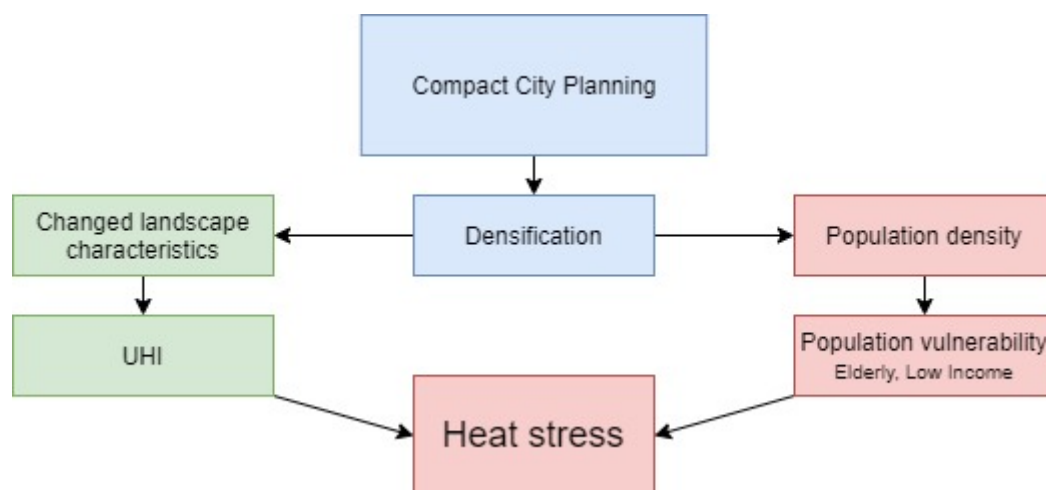 Compact City Planning
Changed landscape
characteristics
Densification
Population density
UHI
Population vulnerability
Elderly, Low Income
Heat stress